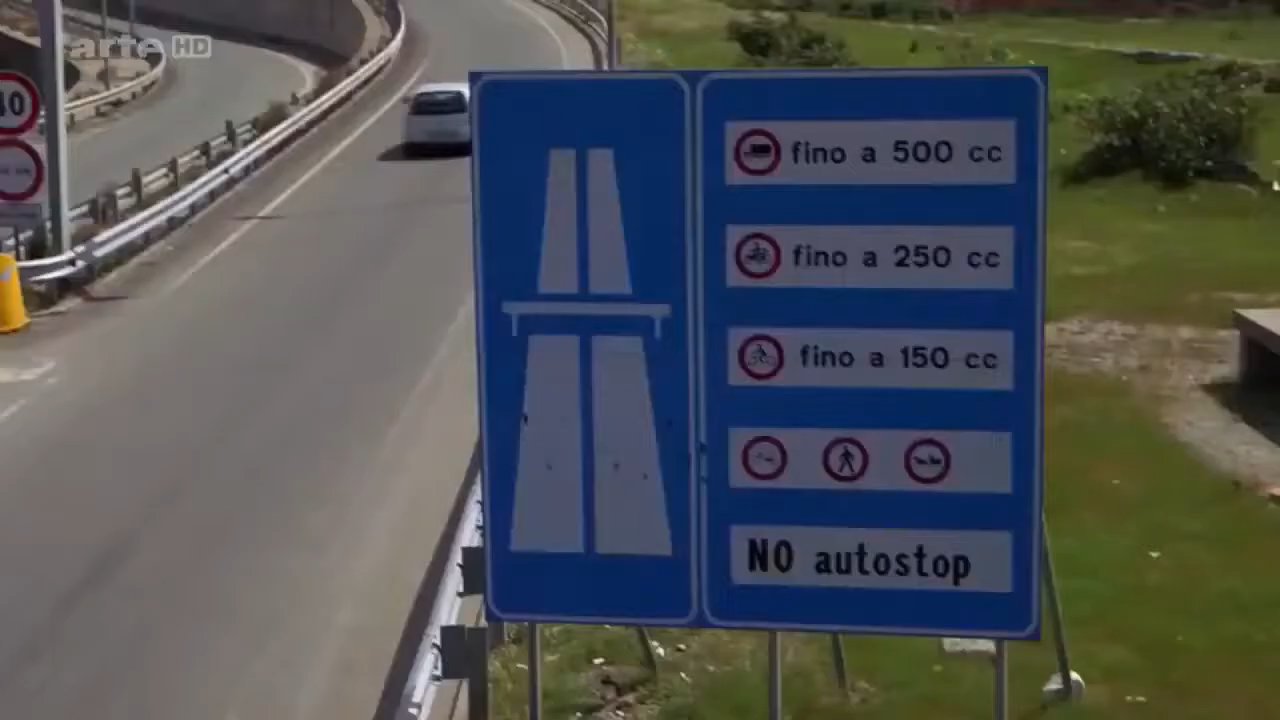 arte HD
40
fino a 500 cc
fino a 250 cc
fino a 150 cc
NO autostop